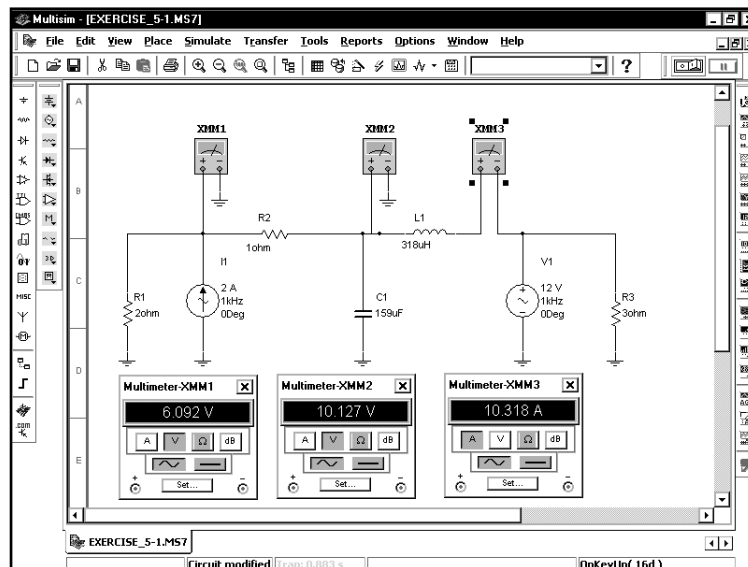 Multisim - [EXERCISE_5-1.MS7]
File Edit View Place Simulate Transfer Tools Reports Options Window Help
A
B
C
D
E
MISC
.com
XMM1
XMM2
XMM3
R2
1ohm
L1
318uH
I1
2 A
1kHz
0Deg
R1
2ohm
C1
159uF
V1
12 V
1kHz
0Deg
R3
3ohm
Multimeter-XMM1
6.092 V
A V Ω dB
Set...
Multimeter-XMM2
10.127 V
A V Ω dB
Set...
Multimeter-XMM3
10.318 A
A V Ω dB
Set...
EXERCISE_5-1.MS7
Circuit modified Tran: 0.883 s OpKeyUp( 16d )